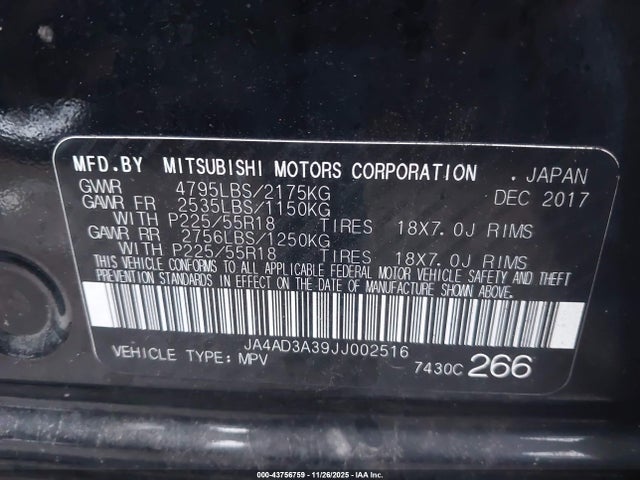 MFD.BY MITSUBISHI MOTORS CORPORATION . JAPAN
GVWR 4795LBS/2175KG DEC 2017
GAWR FR 2535LBS/1150KG
WITH P225/55R18 TIRES 18X7.0J RIMS
GAWR RR 2756LBS/1250KG
WITH P225/55R18 TIRES 18X7.0J RIMS
THIS VEHICLE CONFORMS TO ALL APPLICABLE FEDERAL MOTOR VEHICLE SAFETY AND THEFT
PREVENTION STANDARDS IN EFFECT ON THE DATE OF MANUFACTURE SHOWN ABOVE.
JA4AD3A39JJ002516
VEHICLE TYPE: MPV 7430C 266
000-43756759 - 11/26/2025 - IAA Inc.